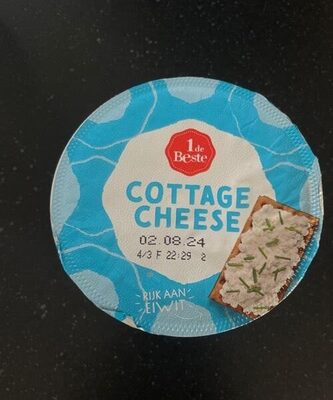 1 de
Beste
COTTAGE
CHEESE
02.08.24
4/3 F 22:29 2
RIJK AAN
EIWIT